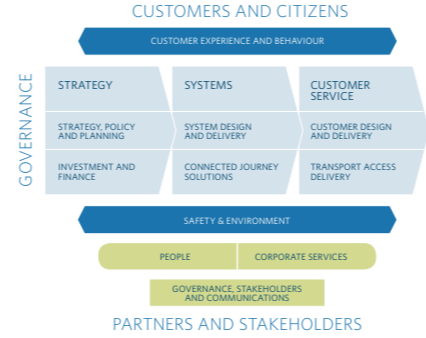 CUSTOMERS AND CITIZENS
CUSTOMER EXPERIENCE AND BEHAVIOUR
GOVERNANCE
STRATEGY
SYSTEMS
CUSTOMER
SERVICE
STRATEGY, POLICY
AND PLANNING
SYSTEM DESIGN
AND DELIVERY
CUSTOMER DESIGN
AND DELIVERY
INVESTMENT AND
FINANCE
CONNECTED JOURNEY
SOLUTIONS
TRANSPORT ACCESS
DELIVERY
SAFETY & ENVIRONMENT
PEOPLE
CORPORATE SERVICES
GOVERNANCE, STAKEHOLDERS
AND COMMUNICATIONS
PARTNERS AND STAKEHOLDERS